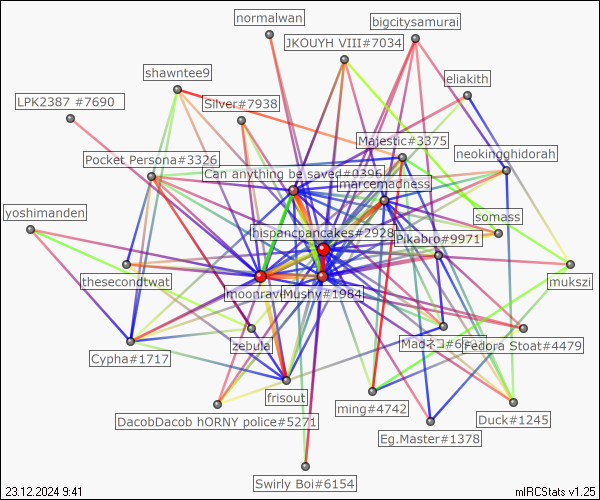 normalwan
bigcitysamurai
JKOUYH VIII#7034
shawntee9
eliakith
LPK2387 #7690
Silver#7938
Majestic#3375
Pocket Persona#3326
neokingghidorah
Can anything be saved#0396
marcemadness
yoshimanden
somass
hispancpancakes#2928
Pikabro#9971
thesecondtwat
mukszi
moonrav
Mushy#1984
zebula
Madネコ
Fedora Stoat#4479
Cypha#1717
frisout
ming#4742
DacobDacob hORNY police#5271
Duck#1245
Eg.Master#1378
Swirly Boi#6154
23.12.2024 9:41
mIRCStats v1.25